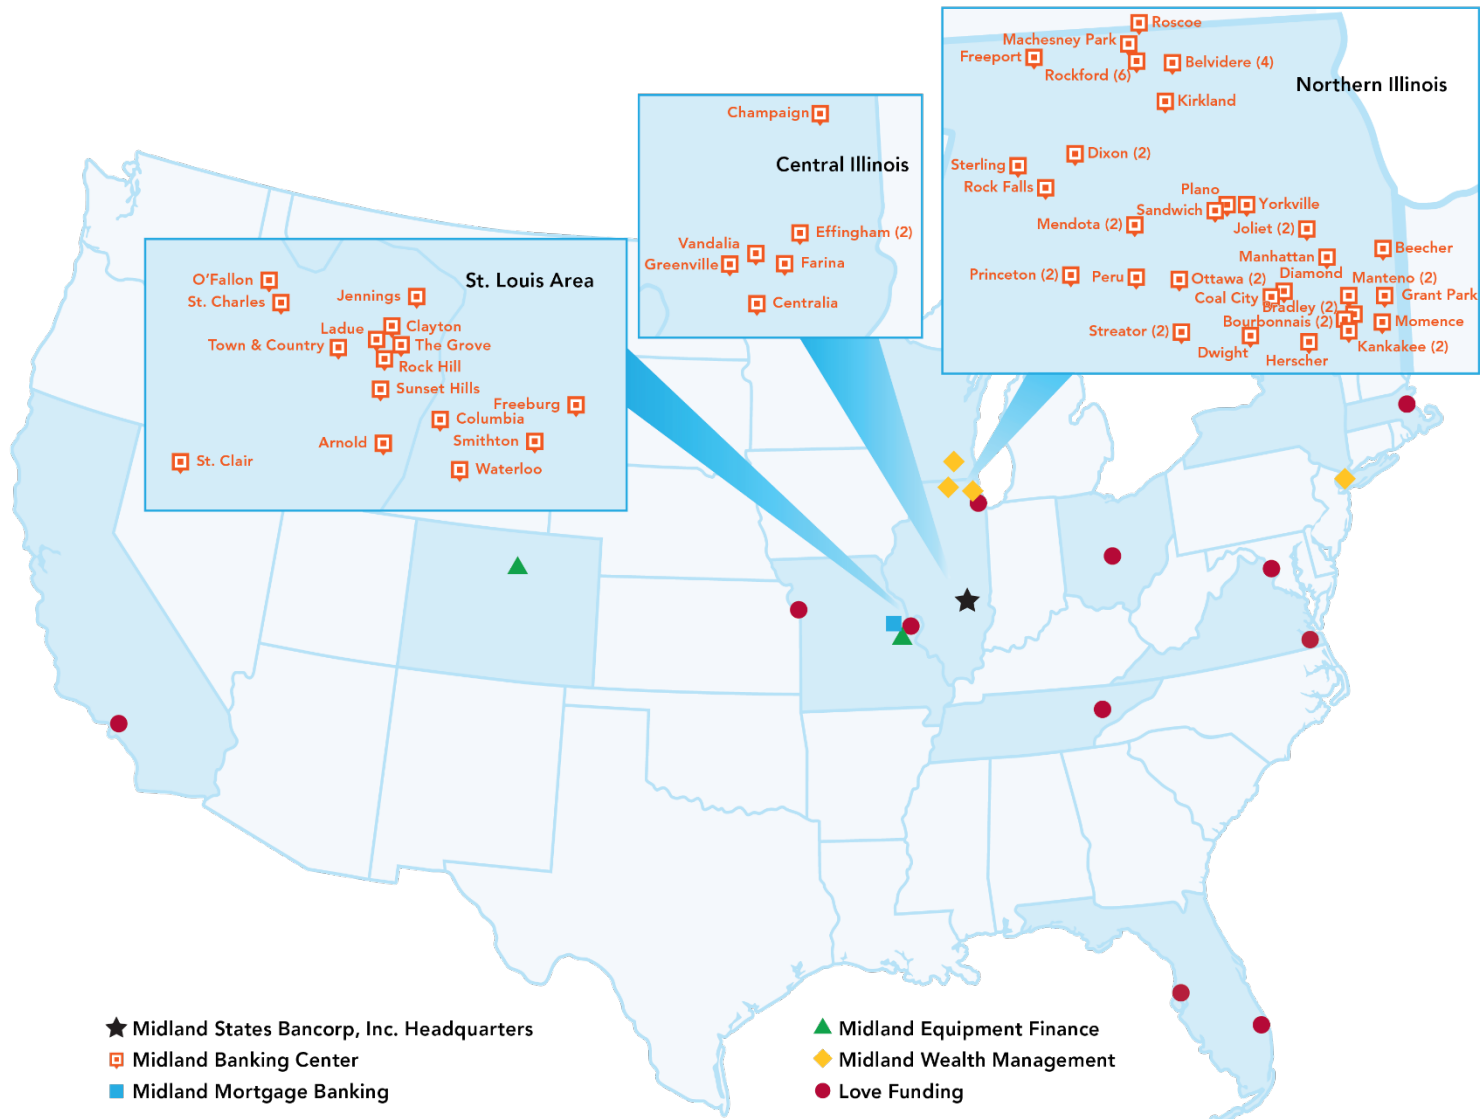 Roscoe
Machesney Park
Freeport
Rockford (6)
Belvidere (4)
Northern Illinois
Kirkland
Dixon (2)
Sterling
Rock Falls
Plano
Yorkville
Sandwich
Mendota (2)
Joliet (2)
Beecher
Manhattan
Diamond
Princeton (2)
Peru
Ottawa (2)
Manteno (2)
Coal City
Grant Park
Bradley (2)
Bourbonnais (2)
Momence
Streator (2)
Dwight
Herscher
Kankakee (2)
Champaign
Central Illinois
Effingham (2)
Vandalia
Greenville
Farina
Centralia
St. Louis Area
O'Fallon
St. Charles
Jennings
Ladue
Clayton
Town & Country
The Grove
Rock Hill
Sunset Hills
Freeburg
Columbia
Arnold
Smithton
St. Clair
Waterloo
Midland States Bancorp, Inc. Headquarters
Midland Banking Center
Midland Mortgage Banking
Midland Equipment Finance
Midland Wealth Management
Love Funding